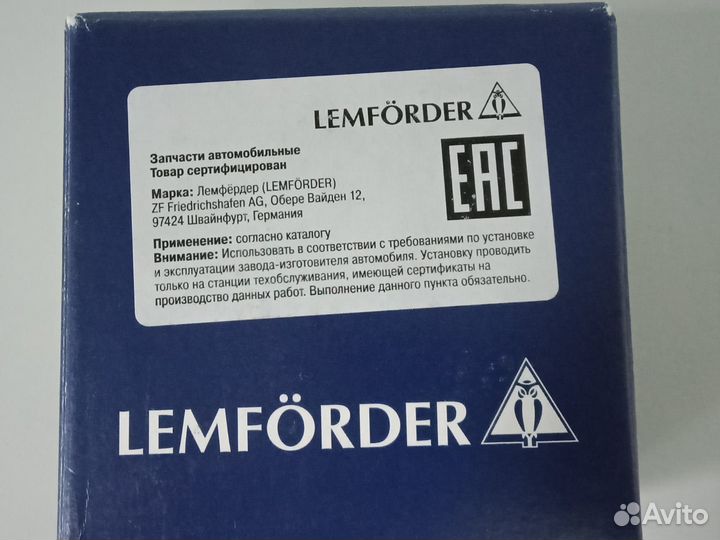 LEMFÖRDER
Запчасти автомобильные
Товар сертифицирован
EAC
Марка: Лемфёрдер (LEMFÖRDER)
ZF Friedrichshafen AG, Обере Вайден 12,
97424 Швайнфурт, Германия
Применение: согласно каталогу
Внимание: Использовать в соответствии с требованиями по установке
и эксплуатации завода-изготовителя автомобиля. Установку проводить
только на станции техобслуживания, имеющей сертификаты на
производство данных работ. Выполнение данного пункта обязательно.
LEMFÖRDER
Avito